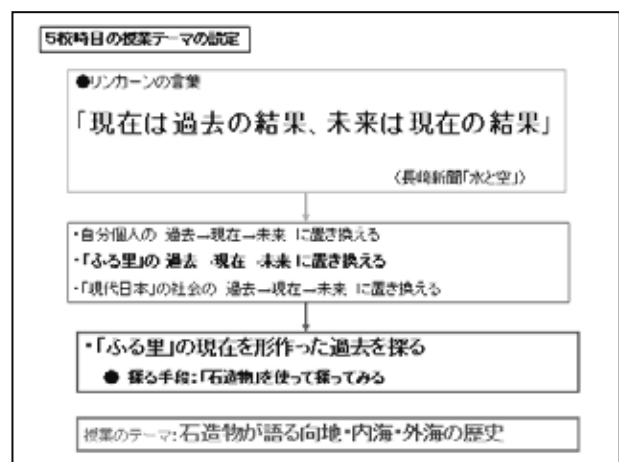 5校時目の授業テーマの設定
●リンカーンの言葉
「現在は過去の結果、未来は現在の結果」
〈長崎新聞「水と空」〉
・自分個人の 過去→現在→未来 に置き換える
・「ふる里」の 過去→現在→未来に置き換える
・「現代日本」の社会の 過去→現在→未来 に置き換える
・「ふる里」の現在を形作った過去を探る
● 探る手段:「石造物」を使って探ってみる
授業のテーマ:石造物が語る向地・内海・外海の歴史